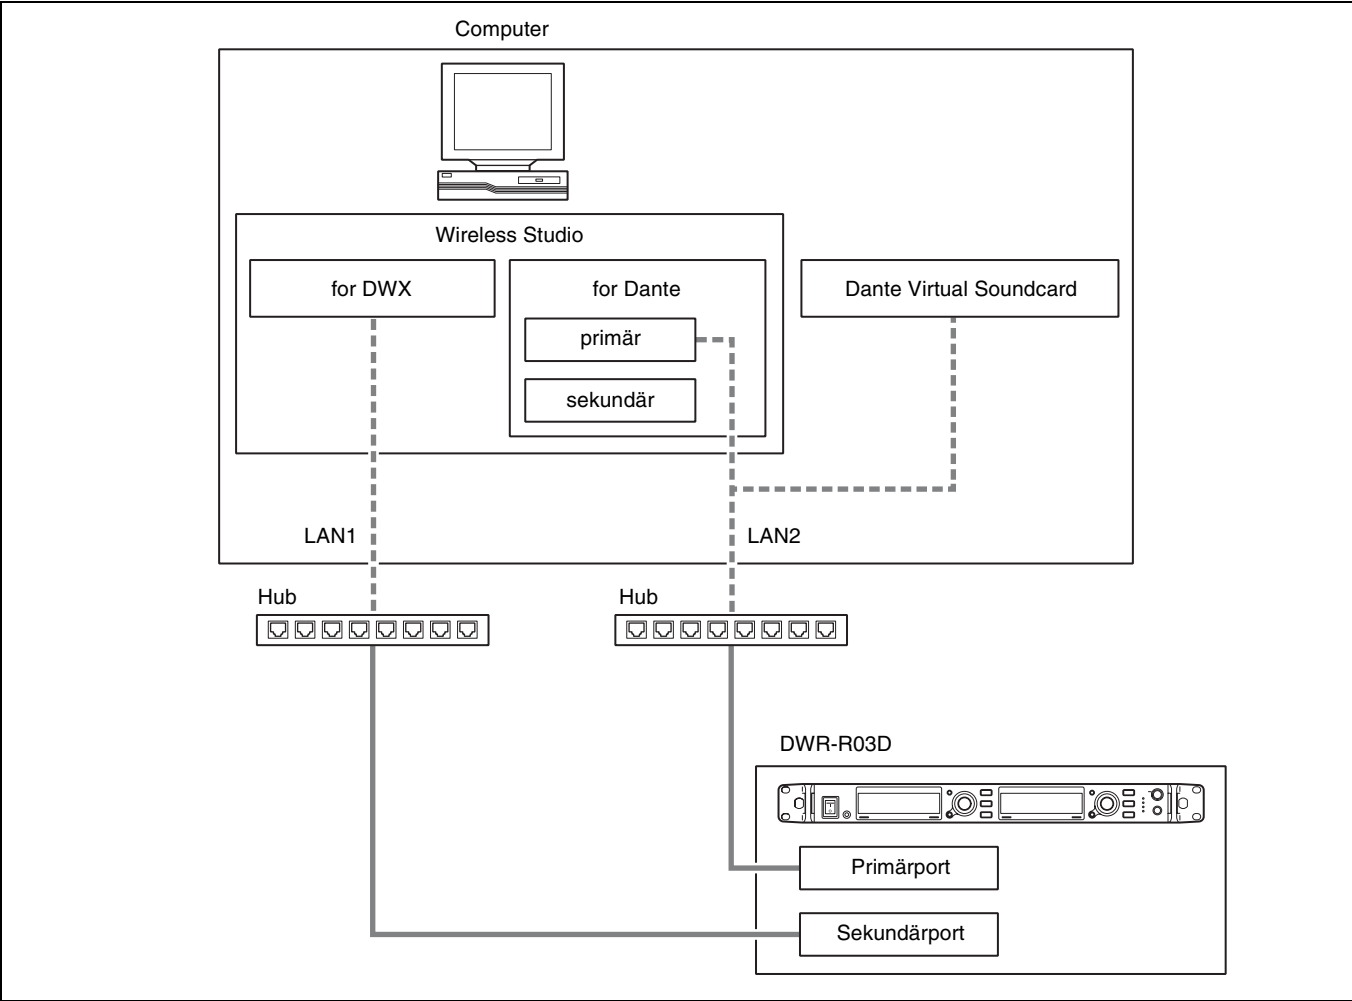 Computer
Wireless Studio
for DWX
for Dante
Dante Virtual Soundcard
primär
sekundär
LAN1
LAN2
Hub
Hub
DWR-R03D
Primärport
Sekundärport